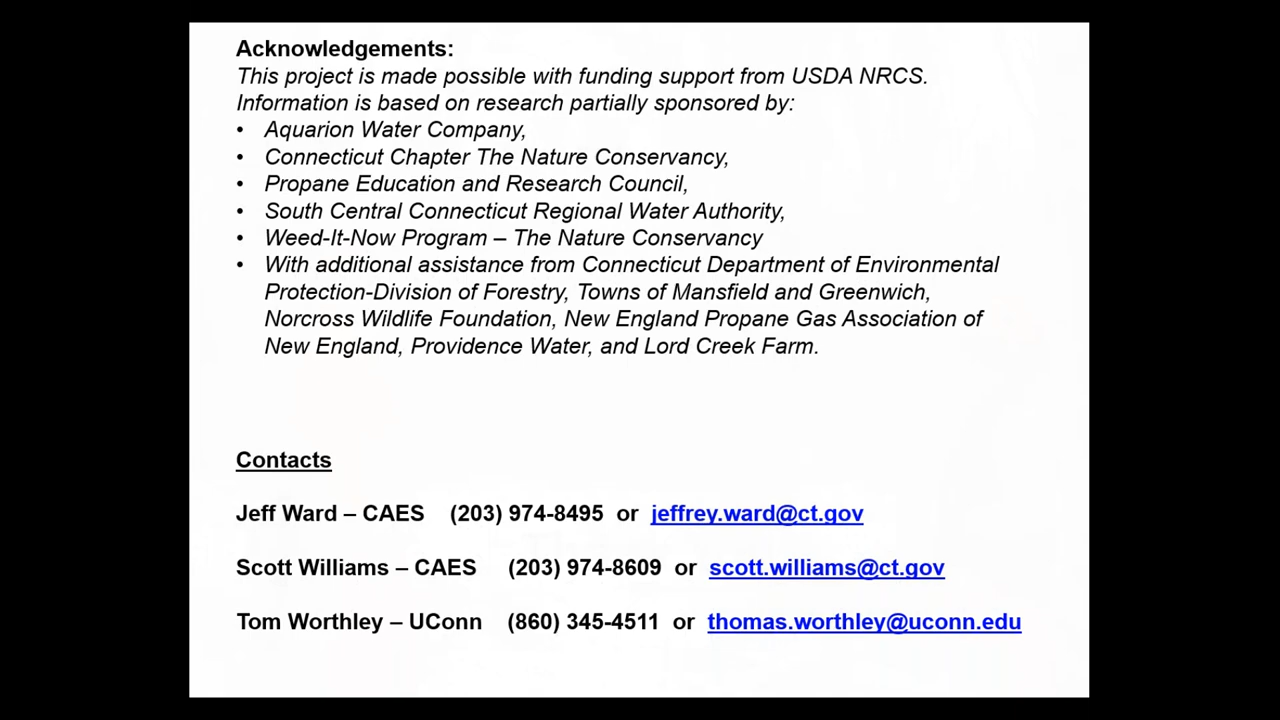 Acknowledgements:
This project is made possible with funding support from USDA NRCS.
Information is based on research partially sponsored by:
• Aquarion Water Company,
• Connecticut Chapter The Nature Conservancy,
• Propane Education and Research Council,
• South Central Connecticut Regional Water Authority,
• Weed-It-Now Program – The Nature Conservancy
• With additional assistance from Connecticut Department of Environmental
Protection-Division of Forestry, Towns of Mansfield and Greenwich,
Norcross Wildlife Foundation, New England Propane Gas Association of
New England, Providence Water, and Lord Creek Farm.
Contacts
Jeff Ward – CAES (203) 974-8495 or jeffrey.ward@ct.gov
Scott Williams – CAES (203) 974-8609 or scott.williams@ct.gov
Tom Worthley – UConn (860) 345-4511 or thomas.worthley@uconn.edu